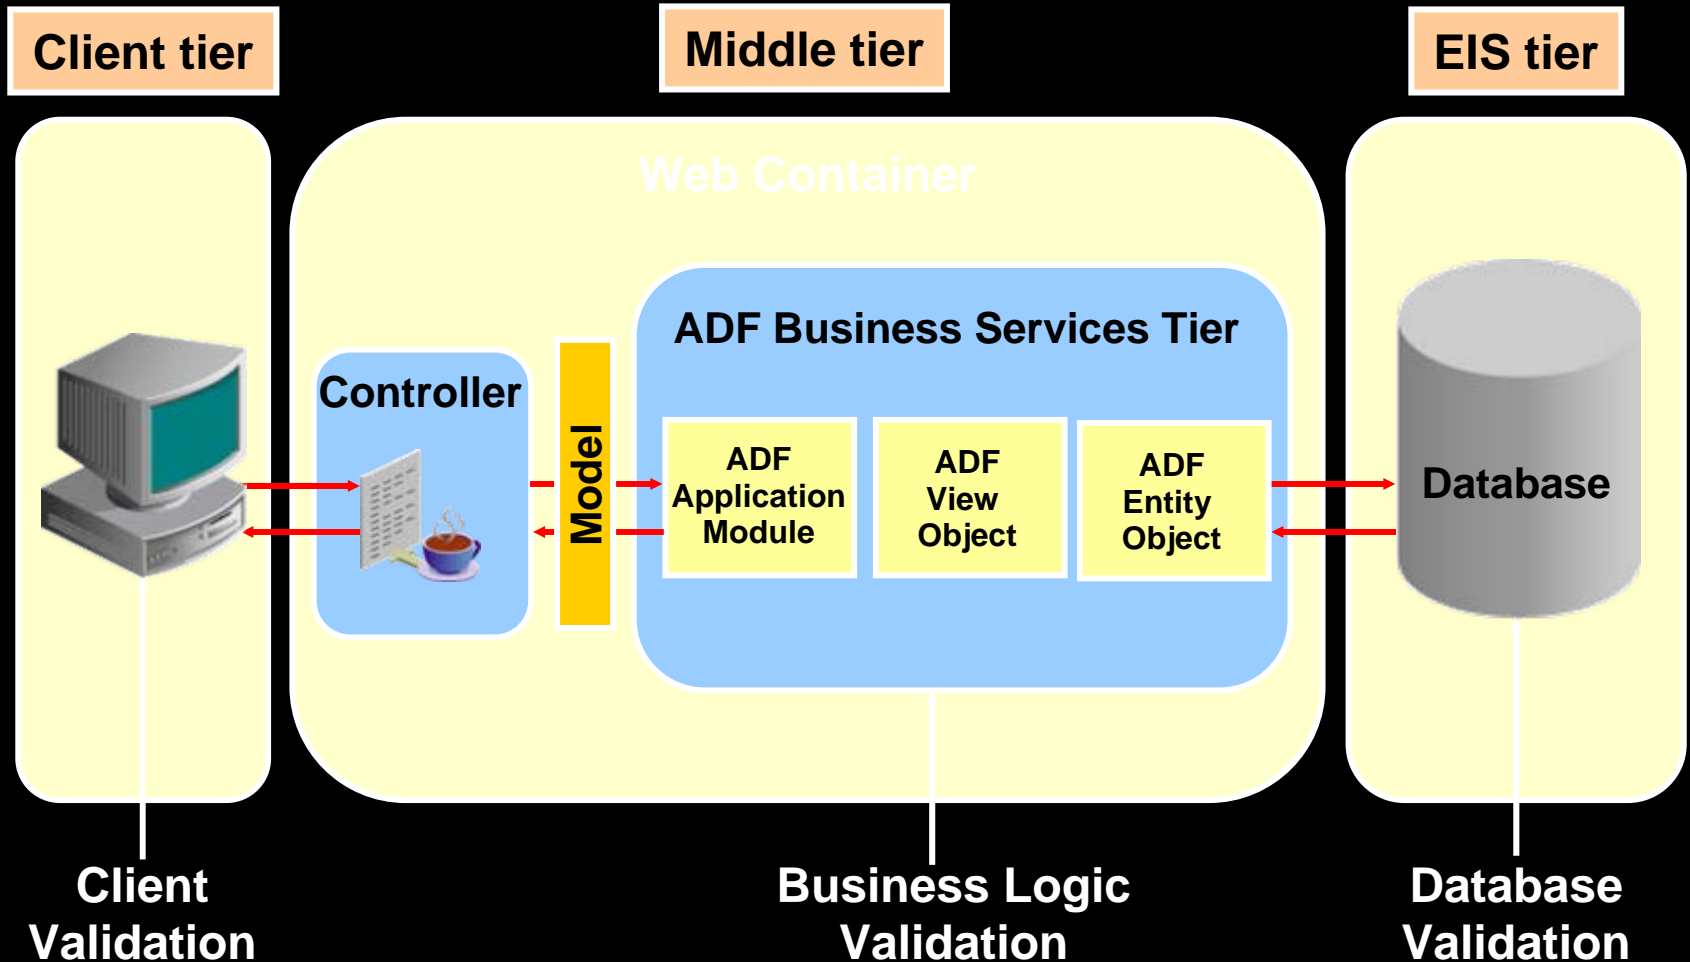 Client tier
Middle tier
EIS tier
Web Container
ADF Business Services Tier
Controller
Model
ADF
Application
Module
ADF
View
Object
ADF
Entity
Object
Database
Client
Validation
Business Logic
Validation
Database
Validation